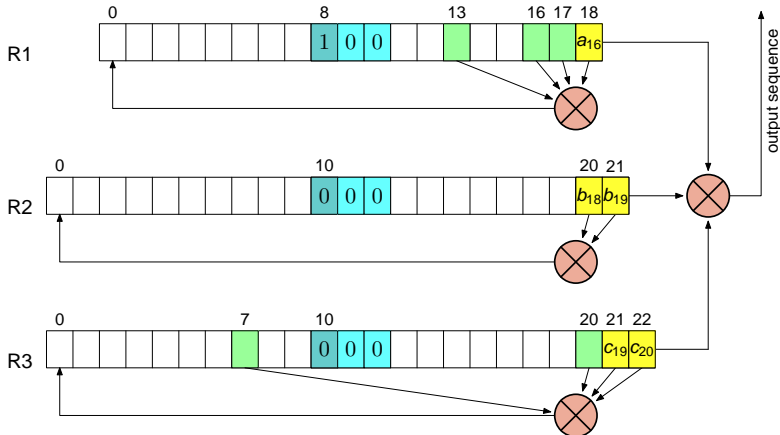 0 8 13 16 17 18
R1 1 0 0 a16
output sequence
0 10 20 21
R2 0 0 0 b18 b19
0 7 10 20 21 22
R3 0 0 0 c19 c20